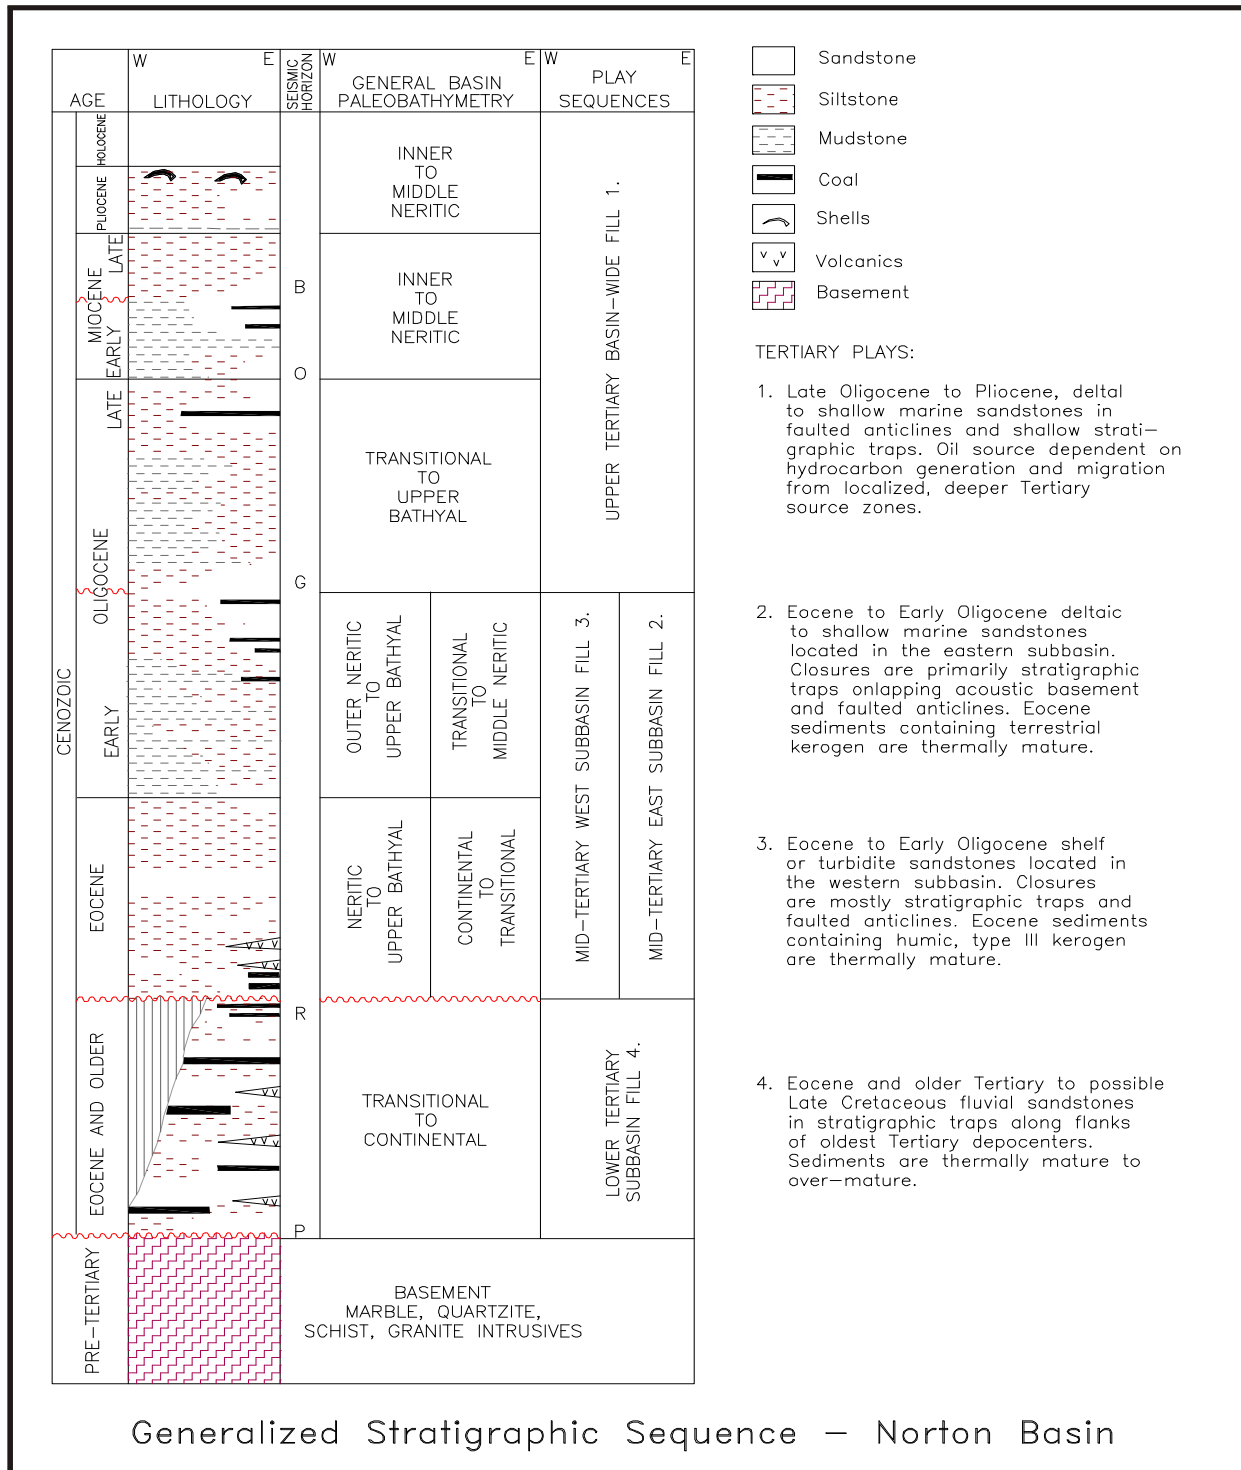 W E
SEISMIC
HORIZON
W E
W E
AGE
LITHOLOGY
GENERAL BASIN
PALEOBATHYMETRY
PLAY
SEQUENCES
CENOZOIC
HOLOCENE
PLIOCENE
MIOCENE
LATE
EARLY
OLIGOCENE
LATE
EARLY
EOCENE
EOCENE AND OLDER
PRE-TERTIARY
B
O
G
R
P
INNER
TO
MIDDLE
NERITIC
INNER
TO
MIDDLE
NERITIC
TRANSITIONAL
TO
UPPER
BATHYAL
OUTER NERITIC
TO
UPPER BATHYAL
TRANSITIONAL
TO
MIDDLE NERITIC
NERITIC
TO
UPPER BATHYAL
CONTINENTAL
TO
TRANSITIONAL
TRANSITIONAL
TO
CONTINENTAL
UPPER TERTIARY BASIN-WIDE FILL 1.
MID-TERTIARY WEST SUBBASIN FILL 3.
MID-TERTIARY EAST SUBBASIN FILL 2.
LOWER TERTIARY
SUBBASIN FILL 4.
BASEMENT
MARBLE, QUARTZITE,
SCHIST, GRANITE INTRUSIVES
Sandstone
Siltstone
Mudstone
Coal
Shells
Volcanics
Basement
TERTIARY PLAYS:
1. Late Oligocene to Pliocene, deltal
to shallow marine sandstones in
faulted anticlines and shallow strati-
graphic traps. Oil source dependent on
hydrocarbon generation and migration
from localized, deeper Tertiary
source zones.
2. Eocene to Early Oligocene deltaic
to shallow marine sandstones
located in the eastern subbasin.
Closures are primarily stratigraphic
traps onlapping acoustic basement
and faulted anticlines. Eocene
sediments containing terrestrial
kerogen are thermally mature.
3. Eocene to Early Oligocene shelf
or turbidite sandstones located in
the western subbasin. Closures
are mostly stratigraphic traps and
faulted anticlines. Eocene sediments
containing humic, type III kerogen
are thermally mature.
4. Eocene and older Tertiary to possible
Late Cretaceous fluvial sandstones
in stratigraphic traps along flanks
of oldest Tertiary depocenters.
Sediments are thermally mature to
over-mature.
Generalized Stratigraphic Sequence - Norton Basin